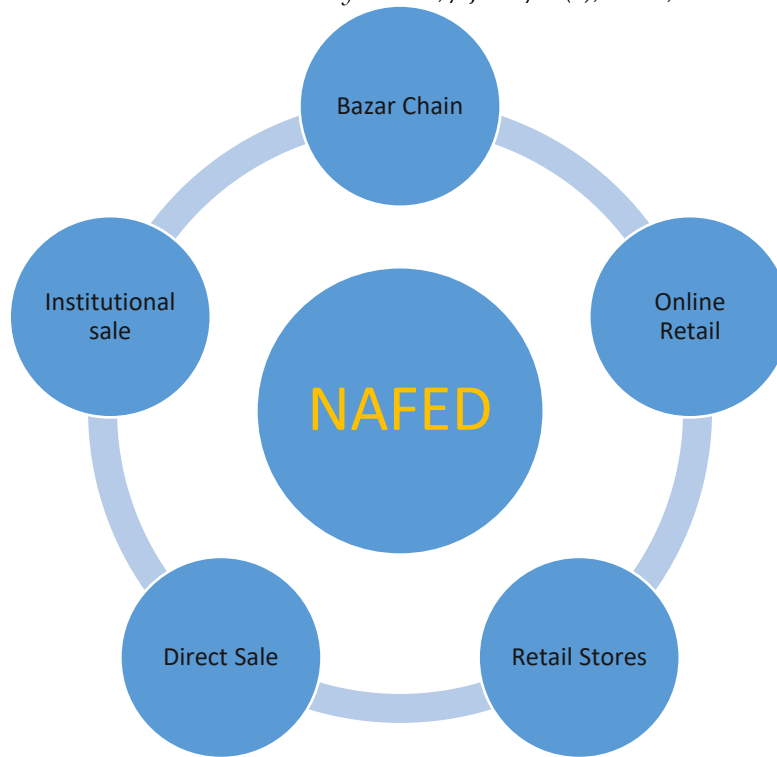 Bazar Chain
Online
Retail
Retail Stores
Direct Sale
Institutional
sale
NAFED